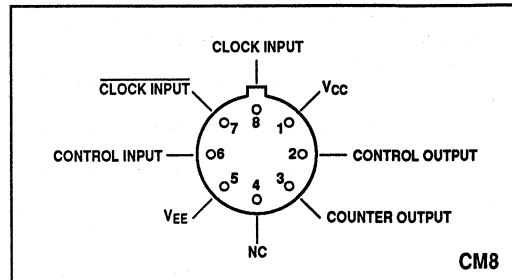 CLOCK INPUT
CLOCK INPUT
VCC
8
7
1
CONTROL INPUT
6
2
CONTROL OUTPUT
5
4
3
VEE
COUNTER OUTPUT
NC
CM8